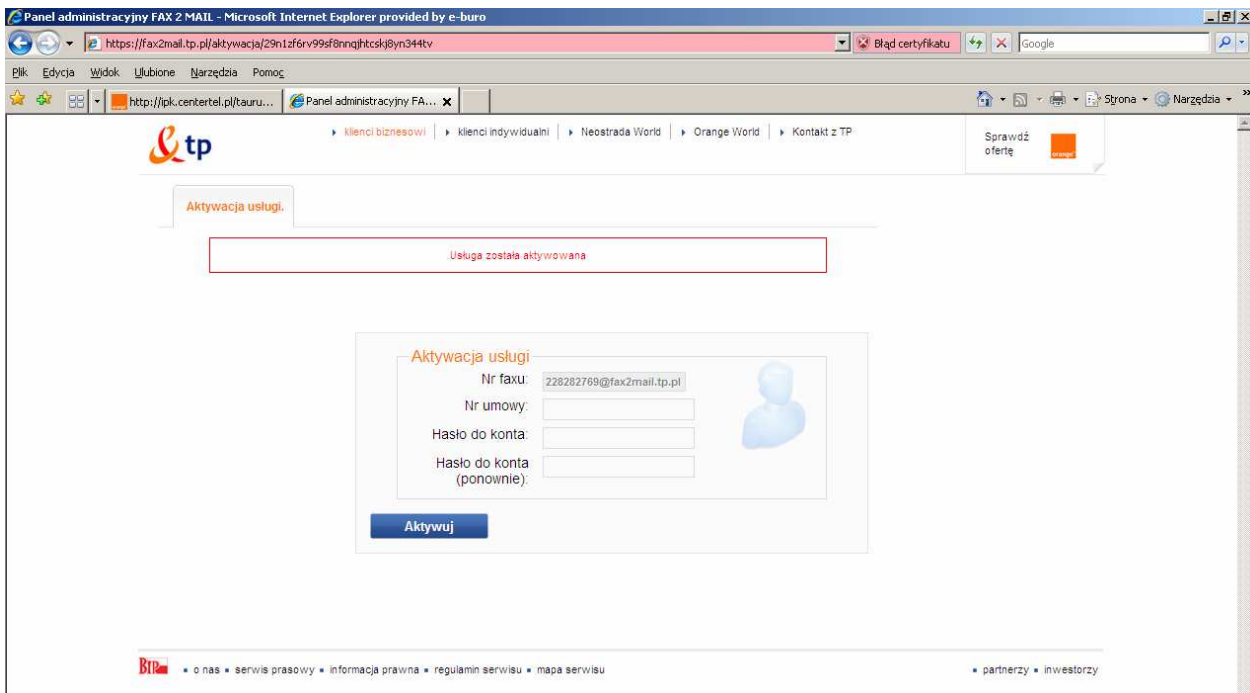 Panel administracyjny FAX 2 MAIL - Microsoft Internet Explorer provided by e-buro
https://fax2mail.tp.pl/aktywacja/29n1zf6rv99sf8nnqjhtcskj8yn344tv Błąd certyfikatu Google
Plik Edycja Widok Ulubione Narzędzia Pomoc
http://ipk.centertel.pl/tauru... Panel administracyjny FA... Strona Narzędzia »
tp klienci biznesowi klienci indywidualni Neostrada World Orange World Kontakt z TP
Sprawdź
ofertę
orange
Aktywacja usługi.
Usługa została aktywowana
Aktywacja usługi
Nr faxu: 228282769@fax2mail.tp.pl
Nr umowy:
Hasło do konta:
Hasło do konta
(ponownie):
Aktywuj
BIP o nas serwis prasowy informacja prawna regulamin serwisu mapa serwisu partnerzy inwestorzy